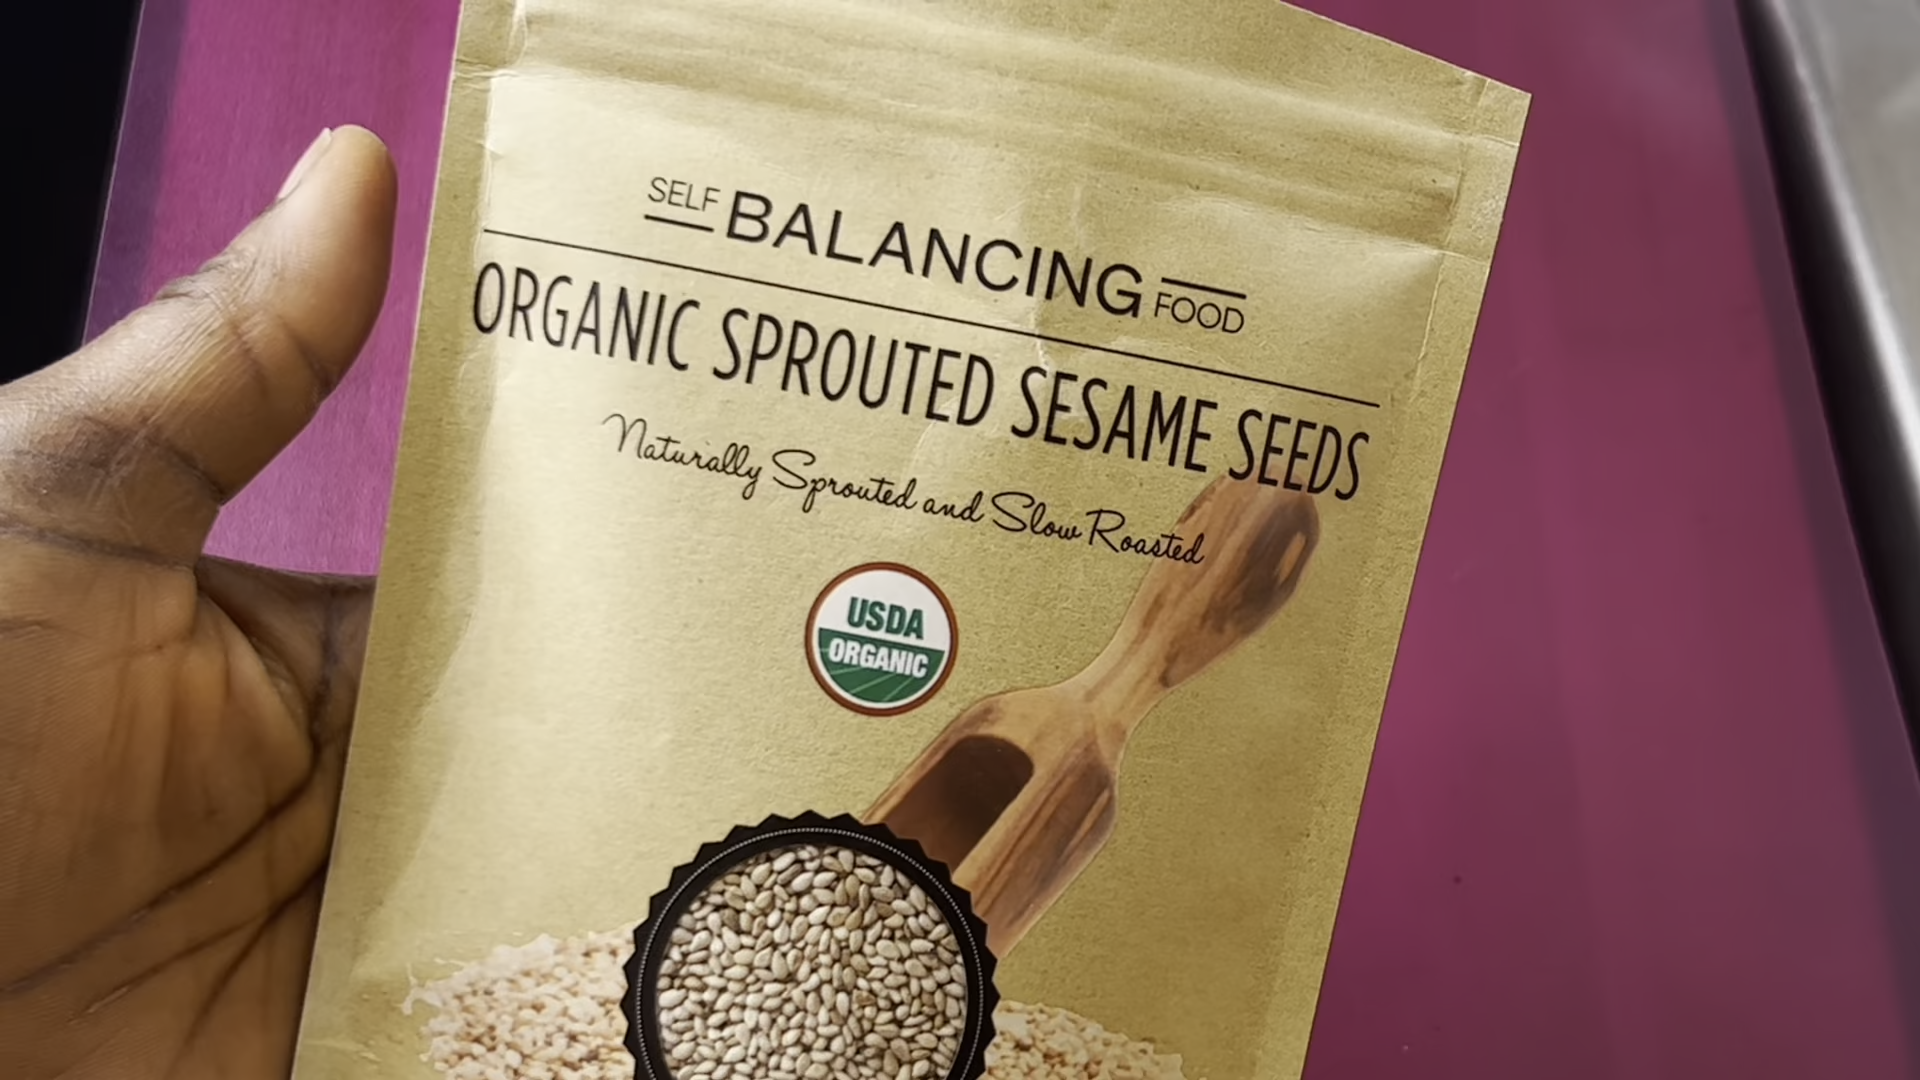 SELF BALANCING FOOD
ORGANIC SPROUTED SESAME SEEDS
Naturally Sprouted and Slow Roasted
USDA
ORGANIC